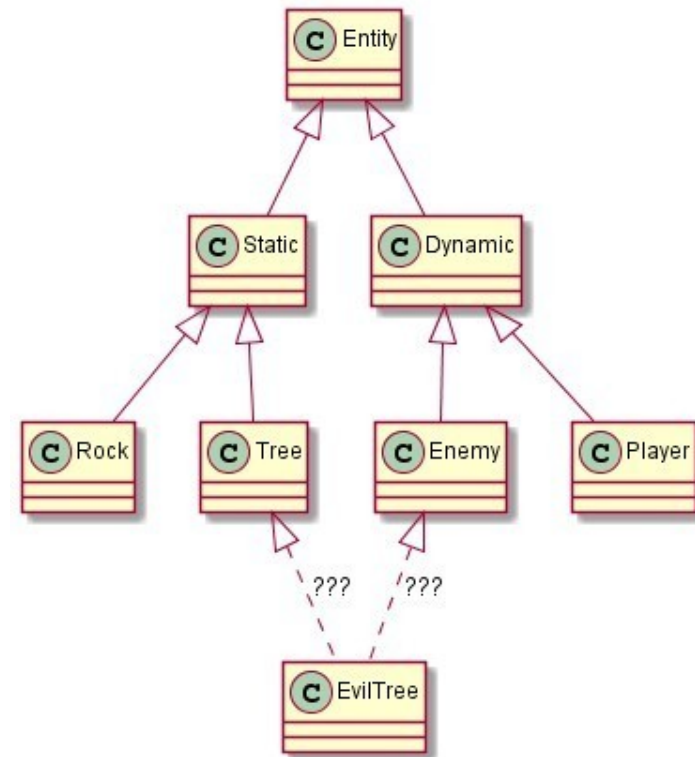 C Entity
C Static
C Dynamic
C Rock
C Tree
C Enemy
C Player
???
???
C EvilTree